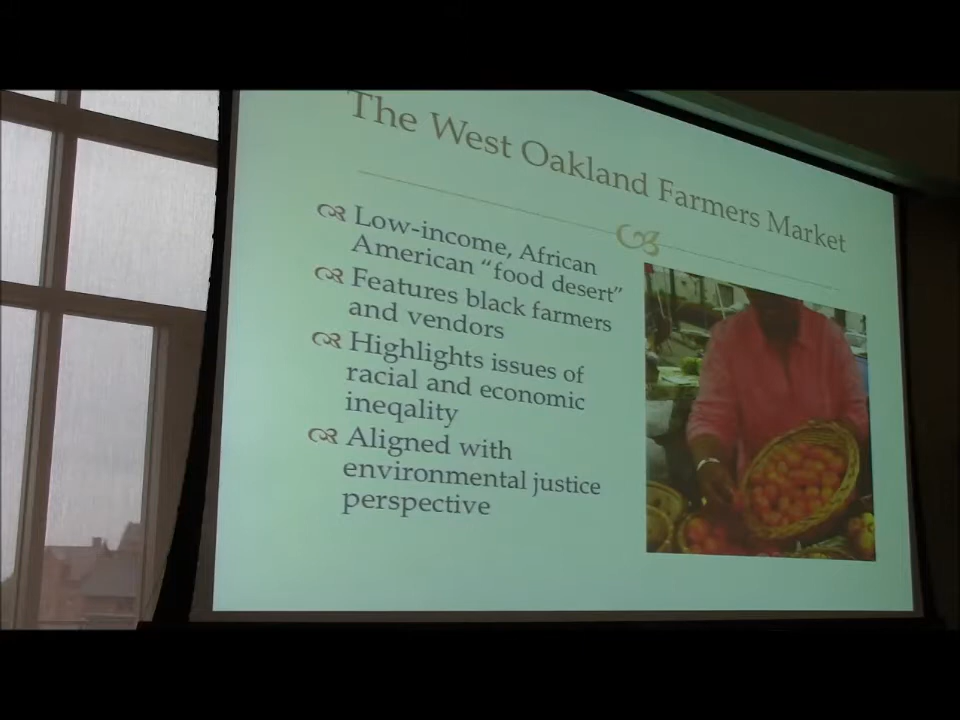 The West Oakland Farmers Market
Low-income, African
American “food desert”
Features black farmers
and vendors
Highlights issues of
racial and economic
ineqality
Aligned with
environmental justice
perspective